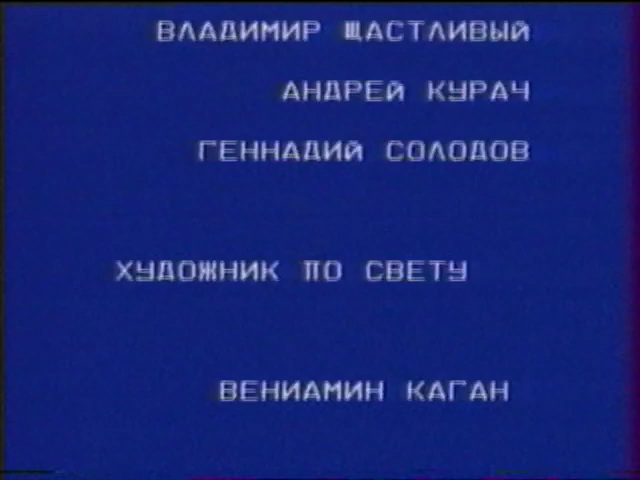 ВЛАДИМИР ЩАСТЛИВЫЙ
АНДРЕЙ КУРАЧ
ГЕННАДИЙ СОЛОДОВ
ХУДОЖНИК ПО СВЕТУ
ВЕНИАМИН КАГАН